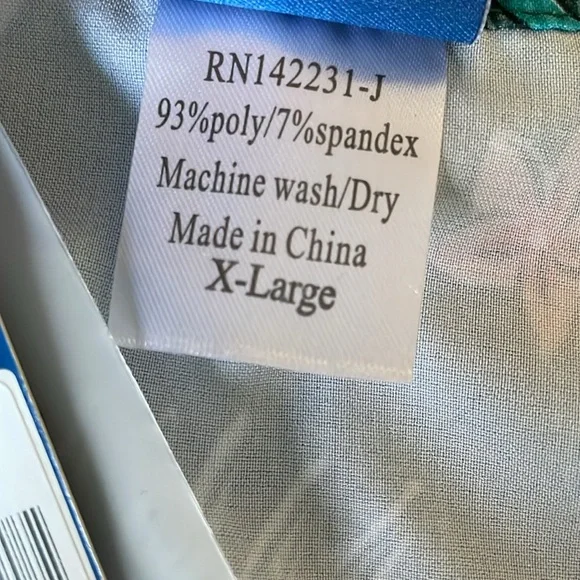 RN142231-J
93%poly/7%spandex
Machine wash/Dry
Made in China
X-Large